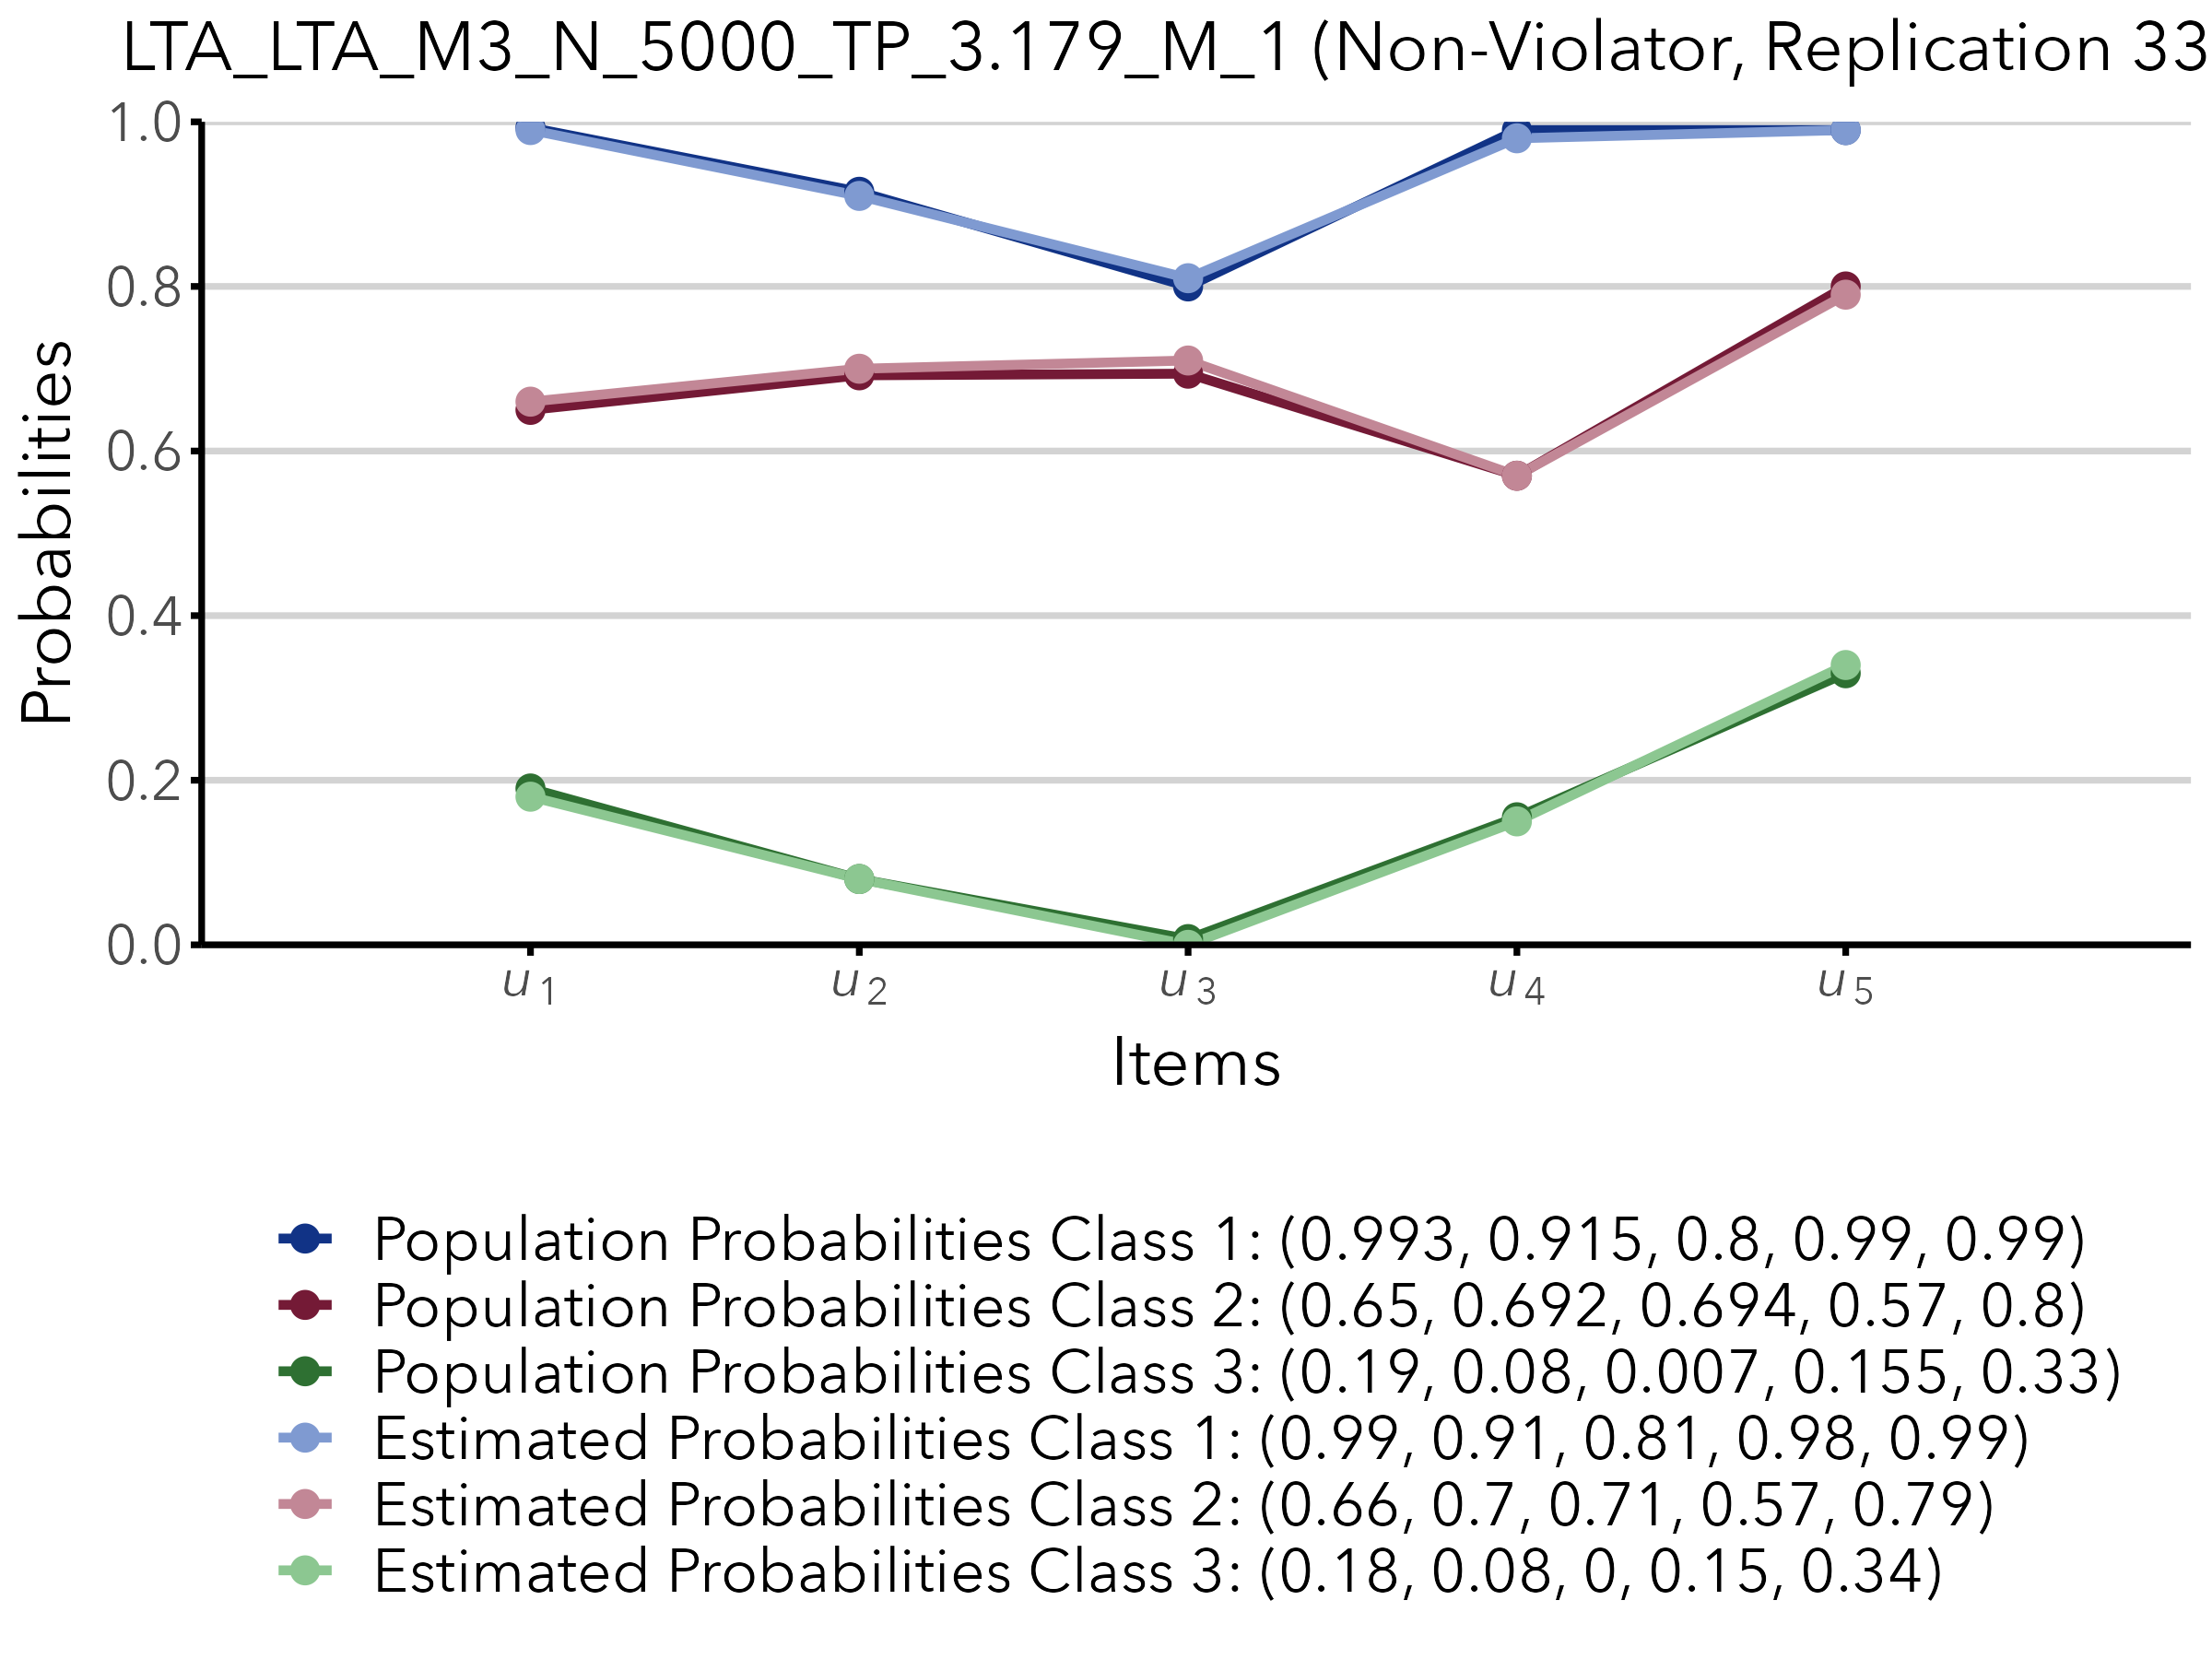 LTA_LTA_M3_N_5000_TP_3.179_M_1 (Non-Violator, Replication 33
1.0
0.8
0.6
0.4
0.2
0.0
Probabilities
u1 u2 u3 u4 u5
Items
Population Probabilities Class 1: (0.993, 0.915, 0.8, 0.99, 0.99)
Population Probabilities Class 2: (0.65, 0.692, 0.694, 0.57, 0.8)
Population Probabilities Class 3: (0.19, 0.08, 0.007, 0.155, 0.33)
Estimated Probabilities Class 1: (0.99, 0.91, 0.81, 0.98, 0.99)
Estimated Probabilities Class 2: (0.66, 0.7, 0.71, 0.57, 0.79)
Estimated Probabilities Class 3: (0.18, 0.08, 0, 0.15, 0.34)